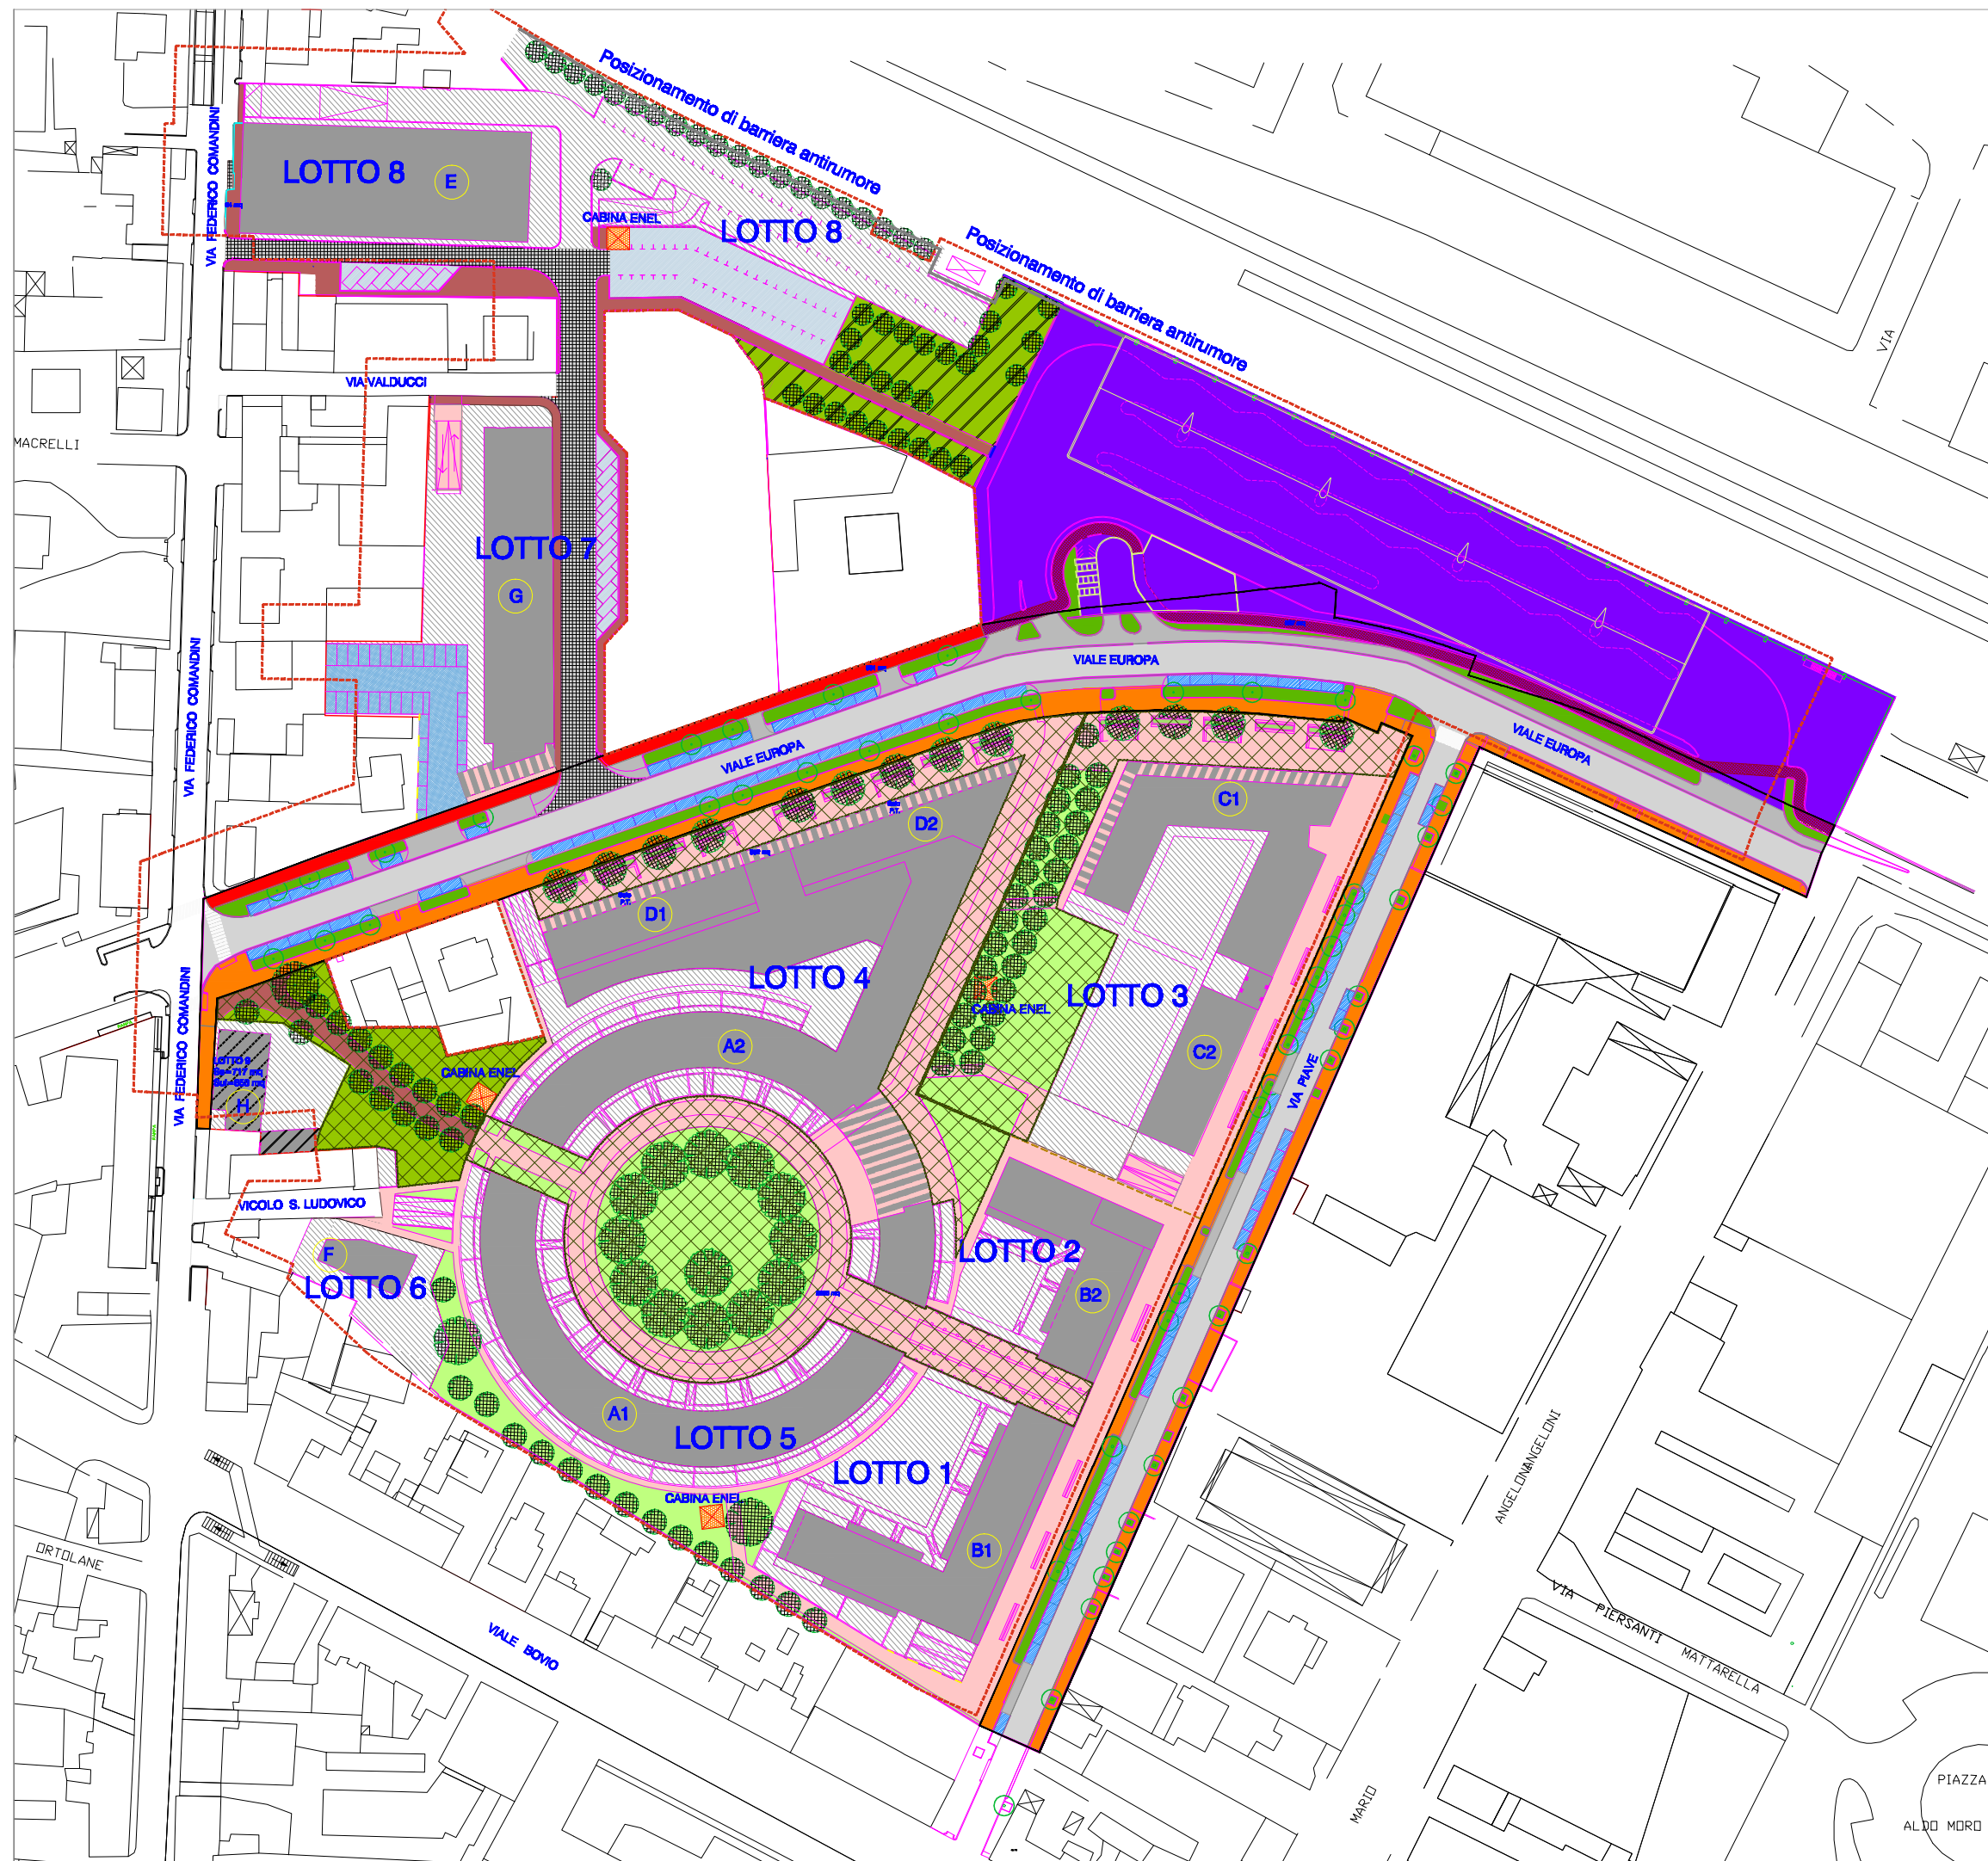 Posizionamento di barriera antirumore
VIA FEDERICO COMANDINI
LOTTO 8
E
CABINA ENEL
LOTTO 8
Posizionamento di barriera antirumore
VIA
VIA VALDUCCI
MACRELLI
LOTTO 7
G
VIA FEDERICO COMANDINI
VIALE EUROPA
VIALE EUROPA
VIALE EUROPA
C1
D2
P.T.
D1
P.T.
LOTTO 4
LOTTO 3
CABINA ENEL
A2
C2
VIA FEDERICO COMANDINI
LOTTO 9
CABINA ENEL
H
VIA PIAVE
VICOLO S. LUDOVICO
F
LOTTO 6
LOTTO 2
B2
A1
LOTTO 5
LOTTO 1
CABINA ENEL
B1
ANGELONI
ORTOLANE
VIALE BOVIO
VIA PIERSANTI MATTARELLA
MARIO
PIAZZA
ALDO MORO